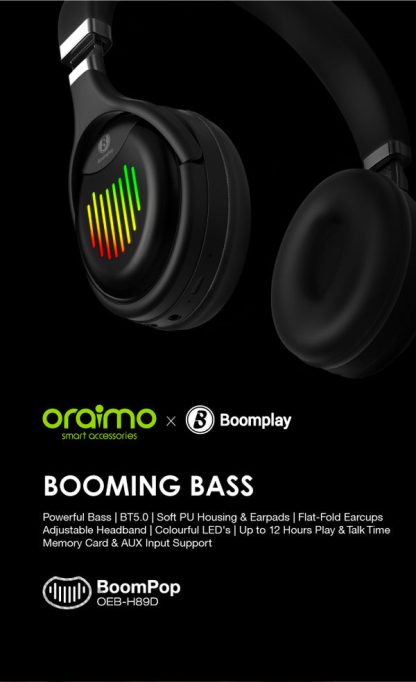 Boomplay
oraimo × B Boomplay
smart accessories
BOOMING BASS
Powerful Bass | BT5.0 | Soft PU Housing & Earpads | Flat-Fold Earcups
Adjustable Headband | Colourful LED's | Up to 12 Hours Play & Talk Time
Memory Card & AUX Input Support
BoomPop
OEB-H89D